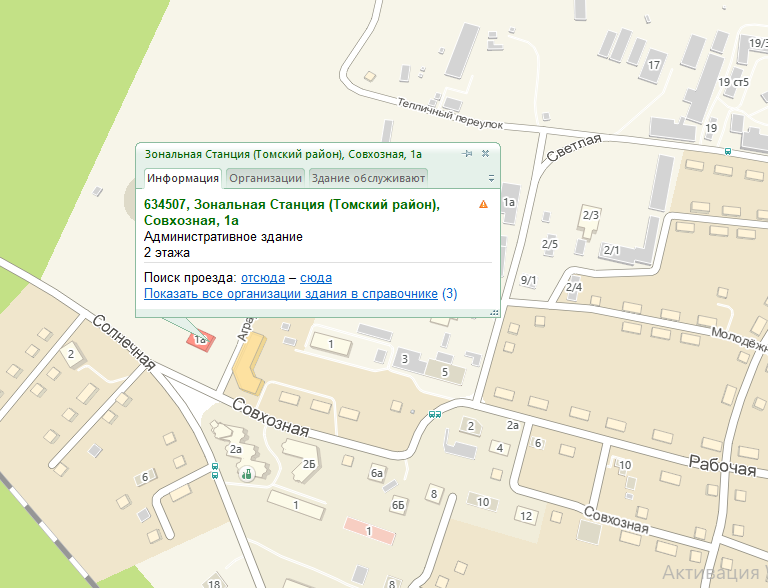 17
19/3
19 ст5
19
Тепличный переулок
Светлая
Зональная Станция (Томский район), Совхозная, 1а
Информация
Организации
Здание обслуживают
634507, Зональная Станция (Томский район),
Совхозная, 1а
Административное здание
2 этажа
Поиск проезда: отсюда – сюда
Показать все организации здания в справочнике (3)
1а
2/3
2/5
2/1
9/1
2/4
Солнечная
1а
Агра
1
3
5
Молодёжн
2
Совхозная
2а
2Б
6
6а
6Б
8
1
1
2
2а
4
6
10
12
10
Рабочая
Совхозная
18
8
Активация